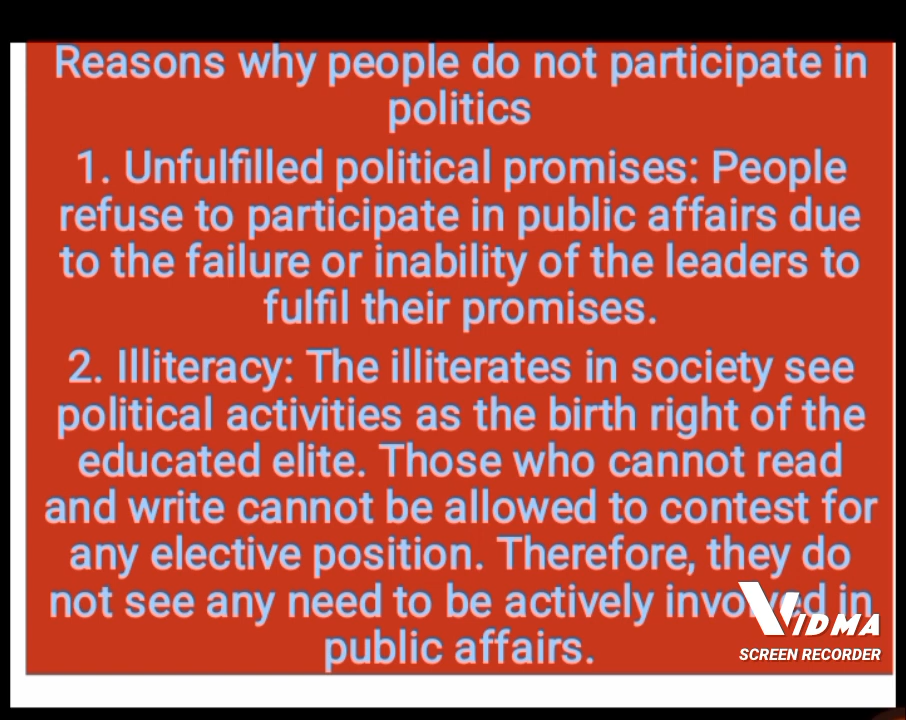 Reasons why people do not participate in
politics
1. Unfulfilled political promises: People
refuse to participate in public affairs due
to the failure or inability of the leaders to
fulfil their promises.
2. Illiteracy: The illiterates in society see
political activities as the birth right of the
educated elite. Those who cannot read
and write cannot be allowed to contest for
any elective position. Therefore, they do
not see any need to be actively involved in
public affairs.
VIDMA
SCREEN RECORDER